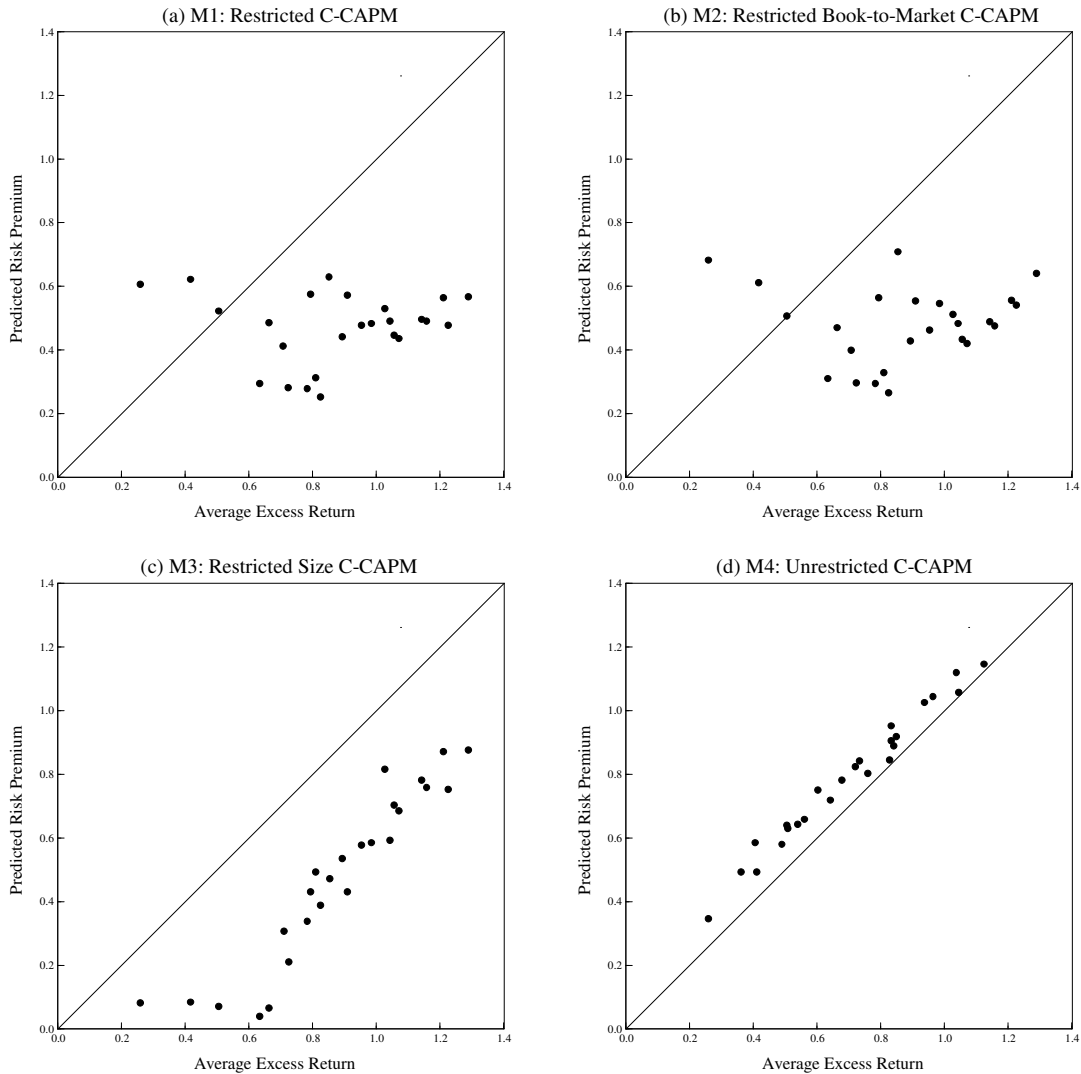 (a) M1: Restricted C-CAPM
1.4
1.2
1.0
0.8
0.6
0.4
0.2
0.0
Predicted Risk Premium
0.0 0.2 0.4 0.6 0.8 1.0 1.2 1.4
Average Excess Return
(b) M2: Restricted Book-to-Market C-CAPM
1.4
1.2
1.0
0.8
0.6
0.4
0.2
0.0
Predicted Risk Premium
0.0 0.2 0.4 0.6 0.8 1.0 1.2 1.4
Average Excess Return
(c) M3: Restricted Size C-CAPM
1.4
1.2
1.0
0.8
0.6
0.4
0.2
0.0
Predicted Risk Premium
0.0 0.2 0.4 0.6 0.8 1.0 1.2 1.4
Average Excess Return
(d) M4: Unrestricted C-CAPM
1.4
1.2
1.0
0.8
0.6
0.4
0.2
0.0
Predicted Risk Premium
0.0 0.2 0.4 0.6 0.8 1.0 1.2 1.4
Average Excess Return